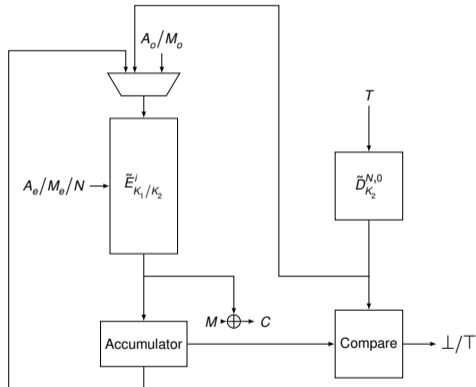 A_o/M_o
T
A_e/M_e/N
Ẽ^i_{K_1/K_2}
D̃^{N,0}_{K_2}
M
C
Accumulator
Compare
⊥/⊤